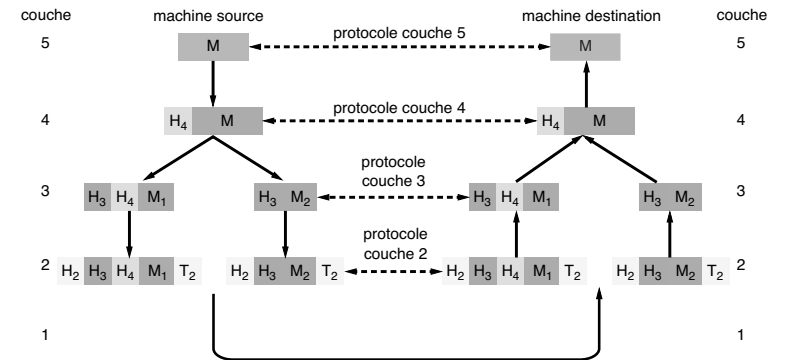 couche machine source machine destination couche
5 M protocole couche 5 M 5
4 H₄ M protocole couche 4 H₄ M 4
protocole
couche 3
3 H₃ H₄ M₁ H₃ M₂ H₃ H₄ M₁ H₃ M₂ 3
protocole
couche 2
2 H₂ H₃ H₄ M₁ T₂ H₂ H₃ M₂ T₂ H₂ H₃ H₄ M₁ T₂ H₂ H₃ M₂ T₂ 2
1 1